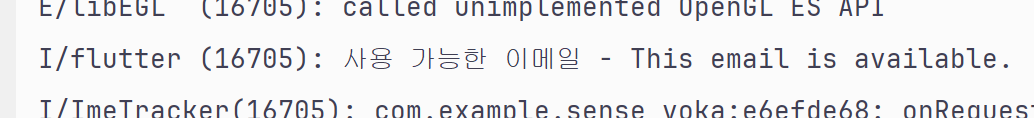 E/libEGL  (16705): called unimplemented OpenGL ES API
I/flutter (16705): 사용 가능한 이메일 - This email is available.
I/ImeTracker(16705): com.example.sense_voka:e6efde68: onReques